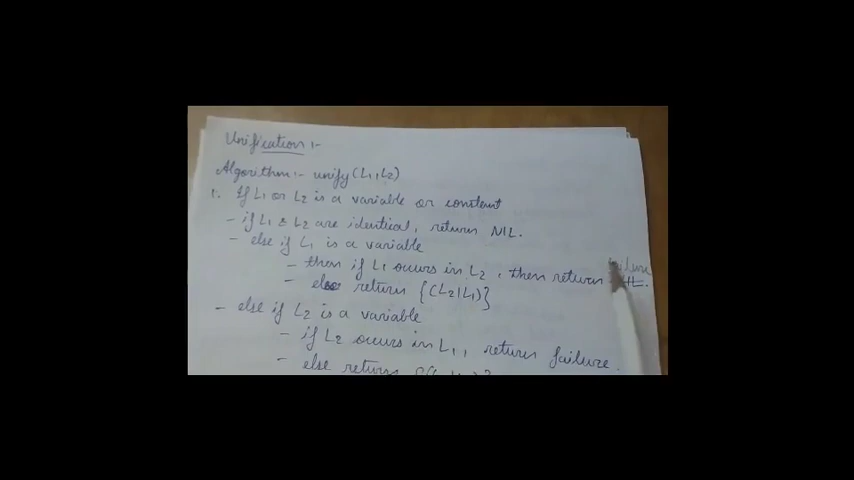 Unification :-
Algorithm :- unify (L1, L2)
1. If L1 or L2 is a variable or constant
- if L1 & L2 are identical, return NIL.
- else if L1 is a variable
- then if L1 occurs in L2, then return failure
- else return {(L2|L1)}
- else if L2 is a variable
- if L2 occurs in L1, return failure.
- else return